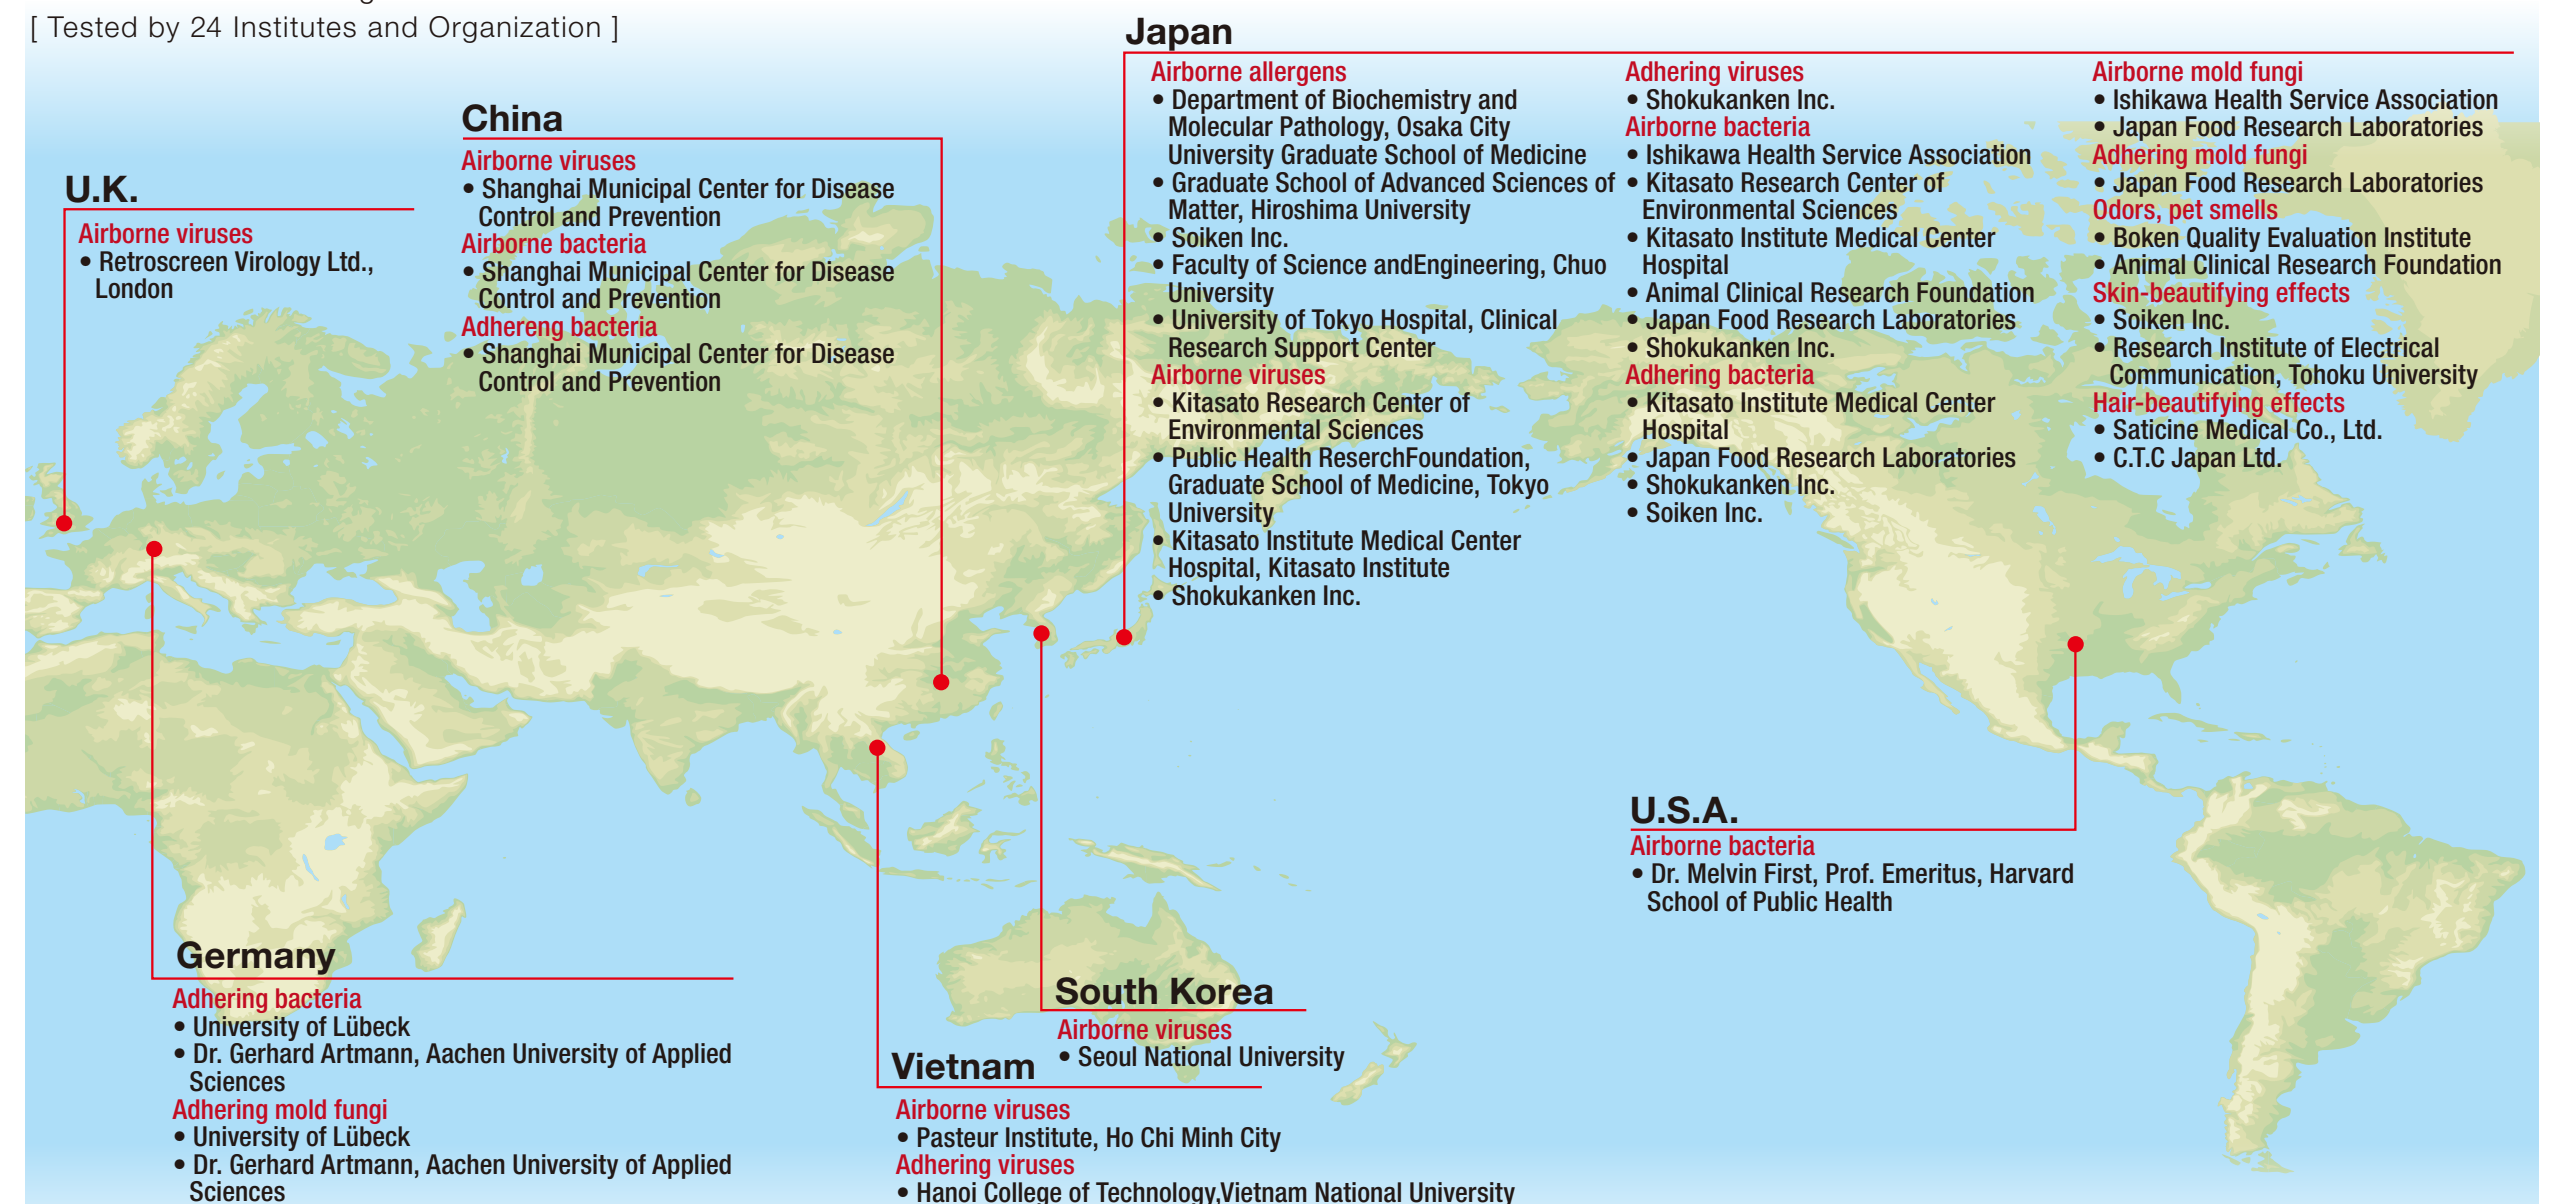 [ Tested by 24 Institutes and Organization ]
U.K.
Airborne viruses
• Retroscreen Virology Ltd.,
London
China
Airborne viruses
• Shanghai Municipal Center for Disease
Control and Prevention
Airborne bacteria
• Shanghai Municipal Center for Disease
Control and Prevention
Adhereng bacteria
• Shanghai Municipal Center for Disease
Control and Prevention
Japan
Airborne allergens
• Department of Biochemistry and
Molecular Pathology, Osaka City
University Graduate School of Medicine
• Graduate School of Advanced Sciences of
Matter, Hiroshima University
• Soiken Inc.
• Faculty of Science andEngineering, Chuo
University
• University of Tokyo Hospital, Clinical
Research Support Center
Airborne viruses
• Kitasato Research Center of
Environmental Sciences
• Public Health ReserchFoundation,
Graduate School of Medicine, Tokyo
University
• Kitasato Institute Medical Center
Hospital, Kitasato Institute
• Shokukanken Inc.
Adhering viruses
• Shokukanken Inc.
Airborne bacteria
• Ishikawa Health Service Association
• Kitasato Research Center of
Environmental Sciences
• Kitasato Institute Medical Center
Hospital
• Animal Clinical Research Foundation
• Japan Food Research Laboratories
• Shokukanken Inc.
Adhering bacteria
• Kitasato Institute Medical Center
Hospital
• Japan Food Research Laboratories
• Shokukanken Inc.
• Soiken Inc.
Airborne mold fungi
• Ishikawa Health Service Association
• Japan Food Research Laboratories
Adhering mold fungi
• Japan Food Research Laboratories
Odors, pet smells
• Boken Quality Evaluation Institute
• Animal Clinical Research Foundation
Skin-beautifying effects
• Soiken Inc.
• Research Institute of Electrical
Communication, Tohoku University
Hair-beautifying effects
• Saticine Medical Co., Ltd.
• C.T.C Japan Ltd.
U.S.A.
Airborne bacteria
• Dr. Melvin First, Prof. Emeritus, Harvard
School of Public Health
Germany
Adhering bacteria
• University of Lübeck
• Dr. Gerhard Artmann, Aachen University of Applied
Sciences
Adhering mold fungi
• University of Lübeck
• Dr. Gerhard Artmann, Aachen University of Applied
Sciences
South Korea
Airborne viruses
• Seoul National University
Vietnam
Airborne viruses
• Pasteur Institute, Ho Chi Minh City
Adhering viruses
• Hanoi College of Technology,Vietnam National University